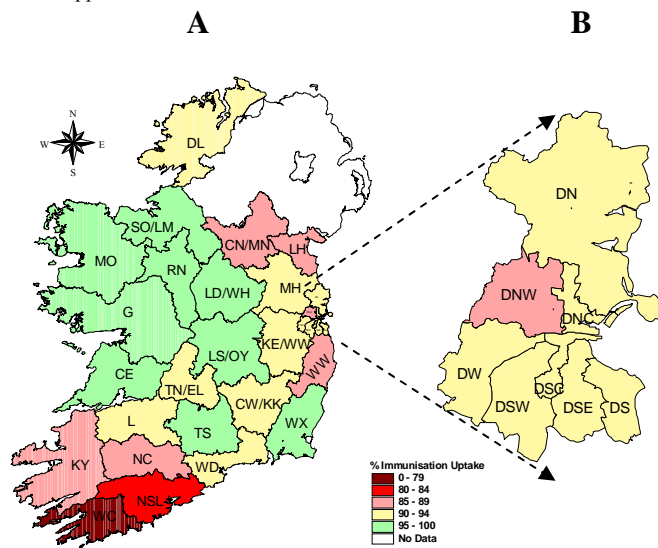 A B
N
W E
S
DL
DN
SO/LM
CN/MN
LH
MO
RN
LD/WH
MH
DNW
G
DNC
KE/WW
LS/OY
CE
WW
DW
TN/EL
DSC
CW/KK
DSW
DSE
DS
L
TS
WX
KY
NC
WD
% Immunisation Uptake
0 - 79
80 - 84
85 - 89
90 - 94
95 - 100
No Data
NSL
WC